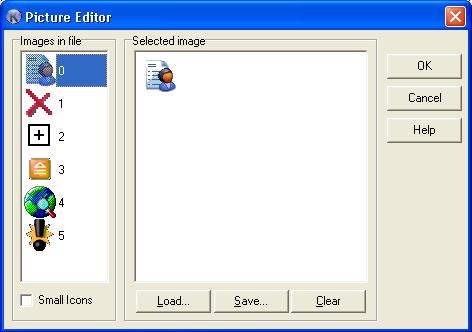 Picture Editor
Images in file
0
1
2
3
4
5
Small Icons
Selected image
Load...
Save...
Clear
OK
Cancel
Help